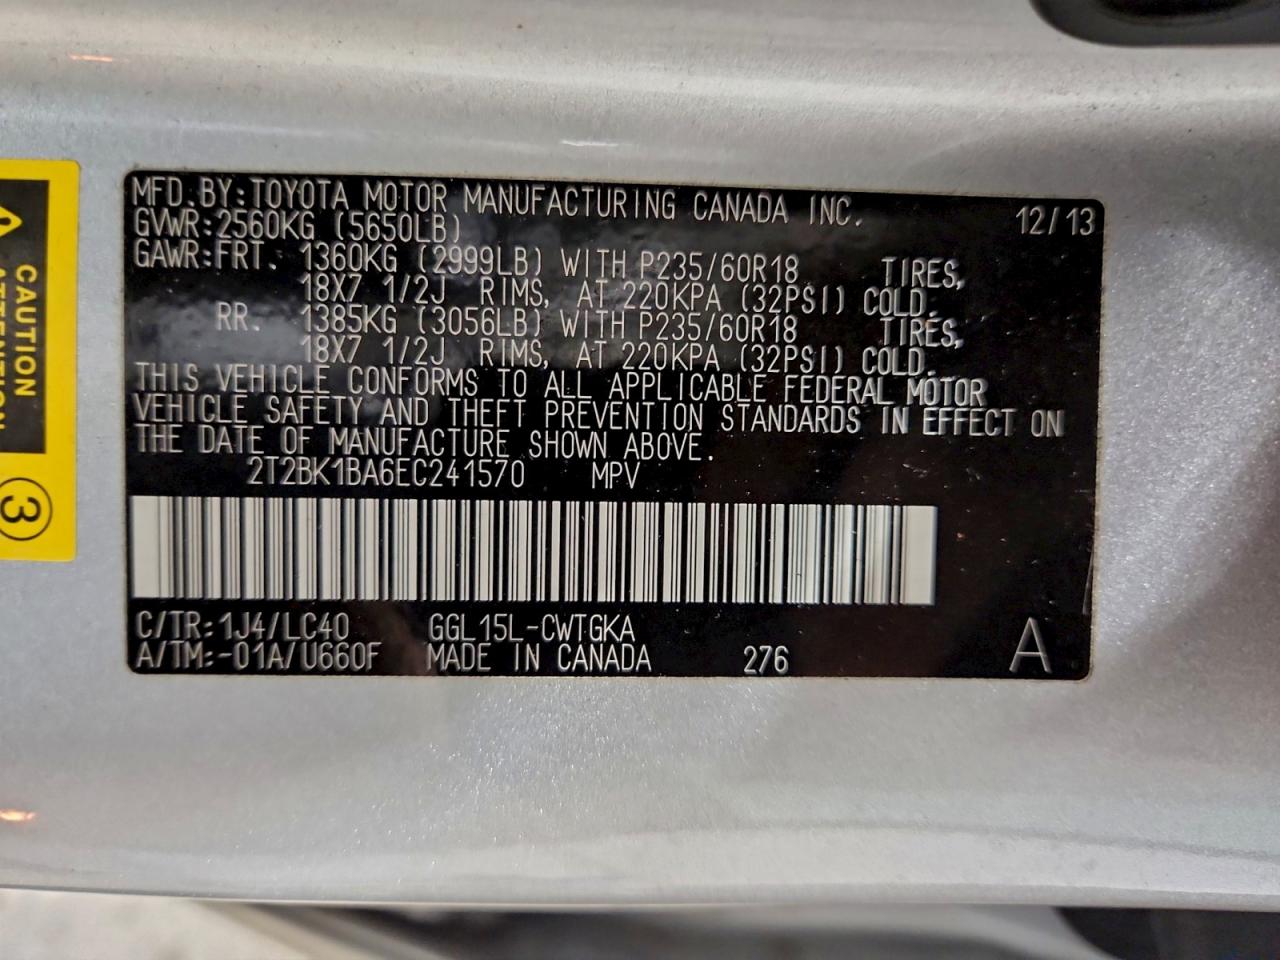 MFD.BY:TOYOTA MOTOR MANUFACTURING CANADA INC. 12/13
GVWR:2560KG (5650LB)
GAWR:FRT. 1360KG (2999LB) WITH P235/60R18 TIRES,
18X7 1/2J RIMS, AT 220KPA (32PSI) COLD.
RR. 1385KG (3056LB) WITH P235/60R18 TIRES,
18X7 1/2J RIMS, AT 220KPA (32PSI) COLD.
THIS VEHICLE CONFORMS TO ALL APPLICABLE FEDERAL MOTOR
VEHICLE SAFETY AND THEFT PREVENTION STANDARDS IN EFFECT ON
THE DATE OF MANUFACTURE SHOWN ABOVE.
2T2BK1BA6EC241570 MPV
C/TR:1J4/LC40 GGL15L-CWTGKA
A/TM:-01A/U660F MADE IN CANADA 276 A
CAUTION
ATTENTION
3